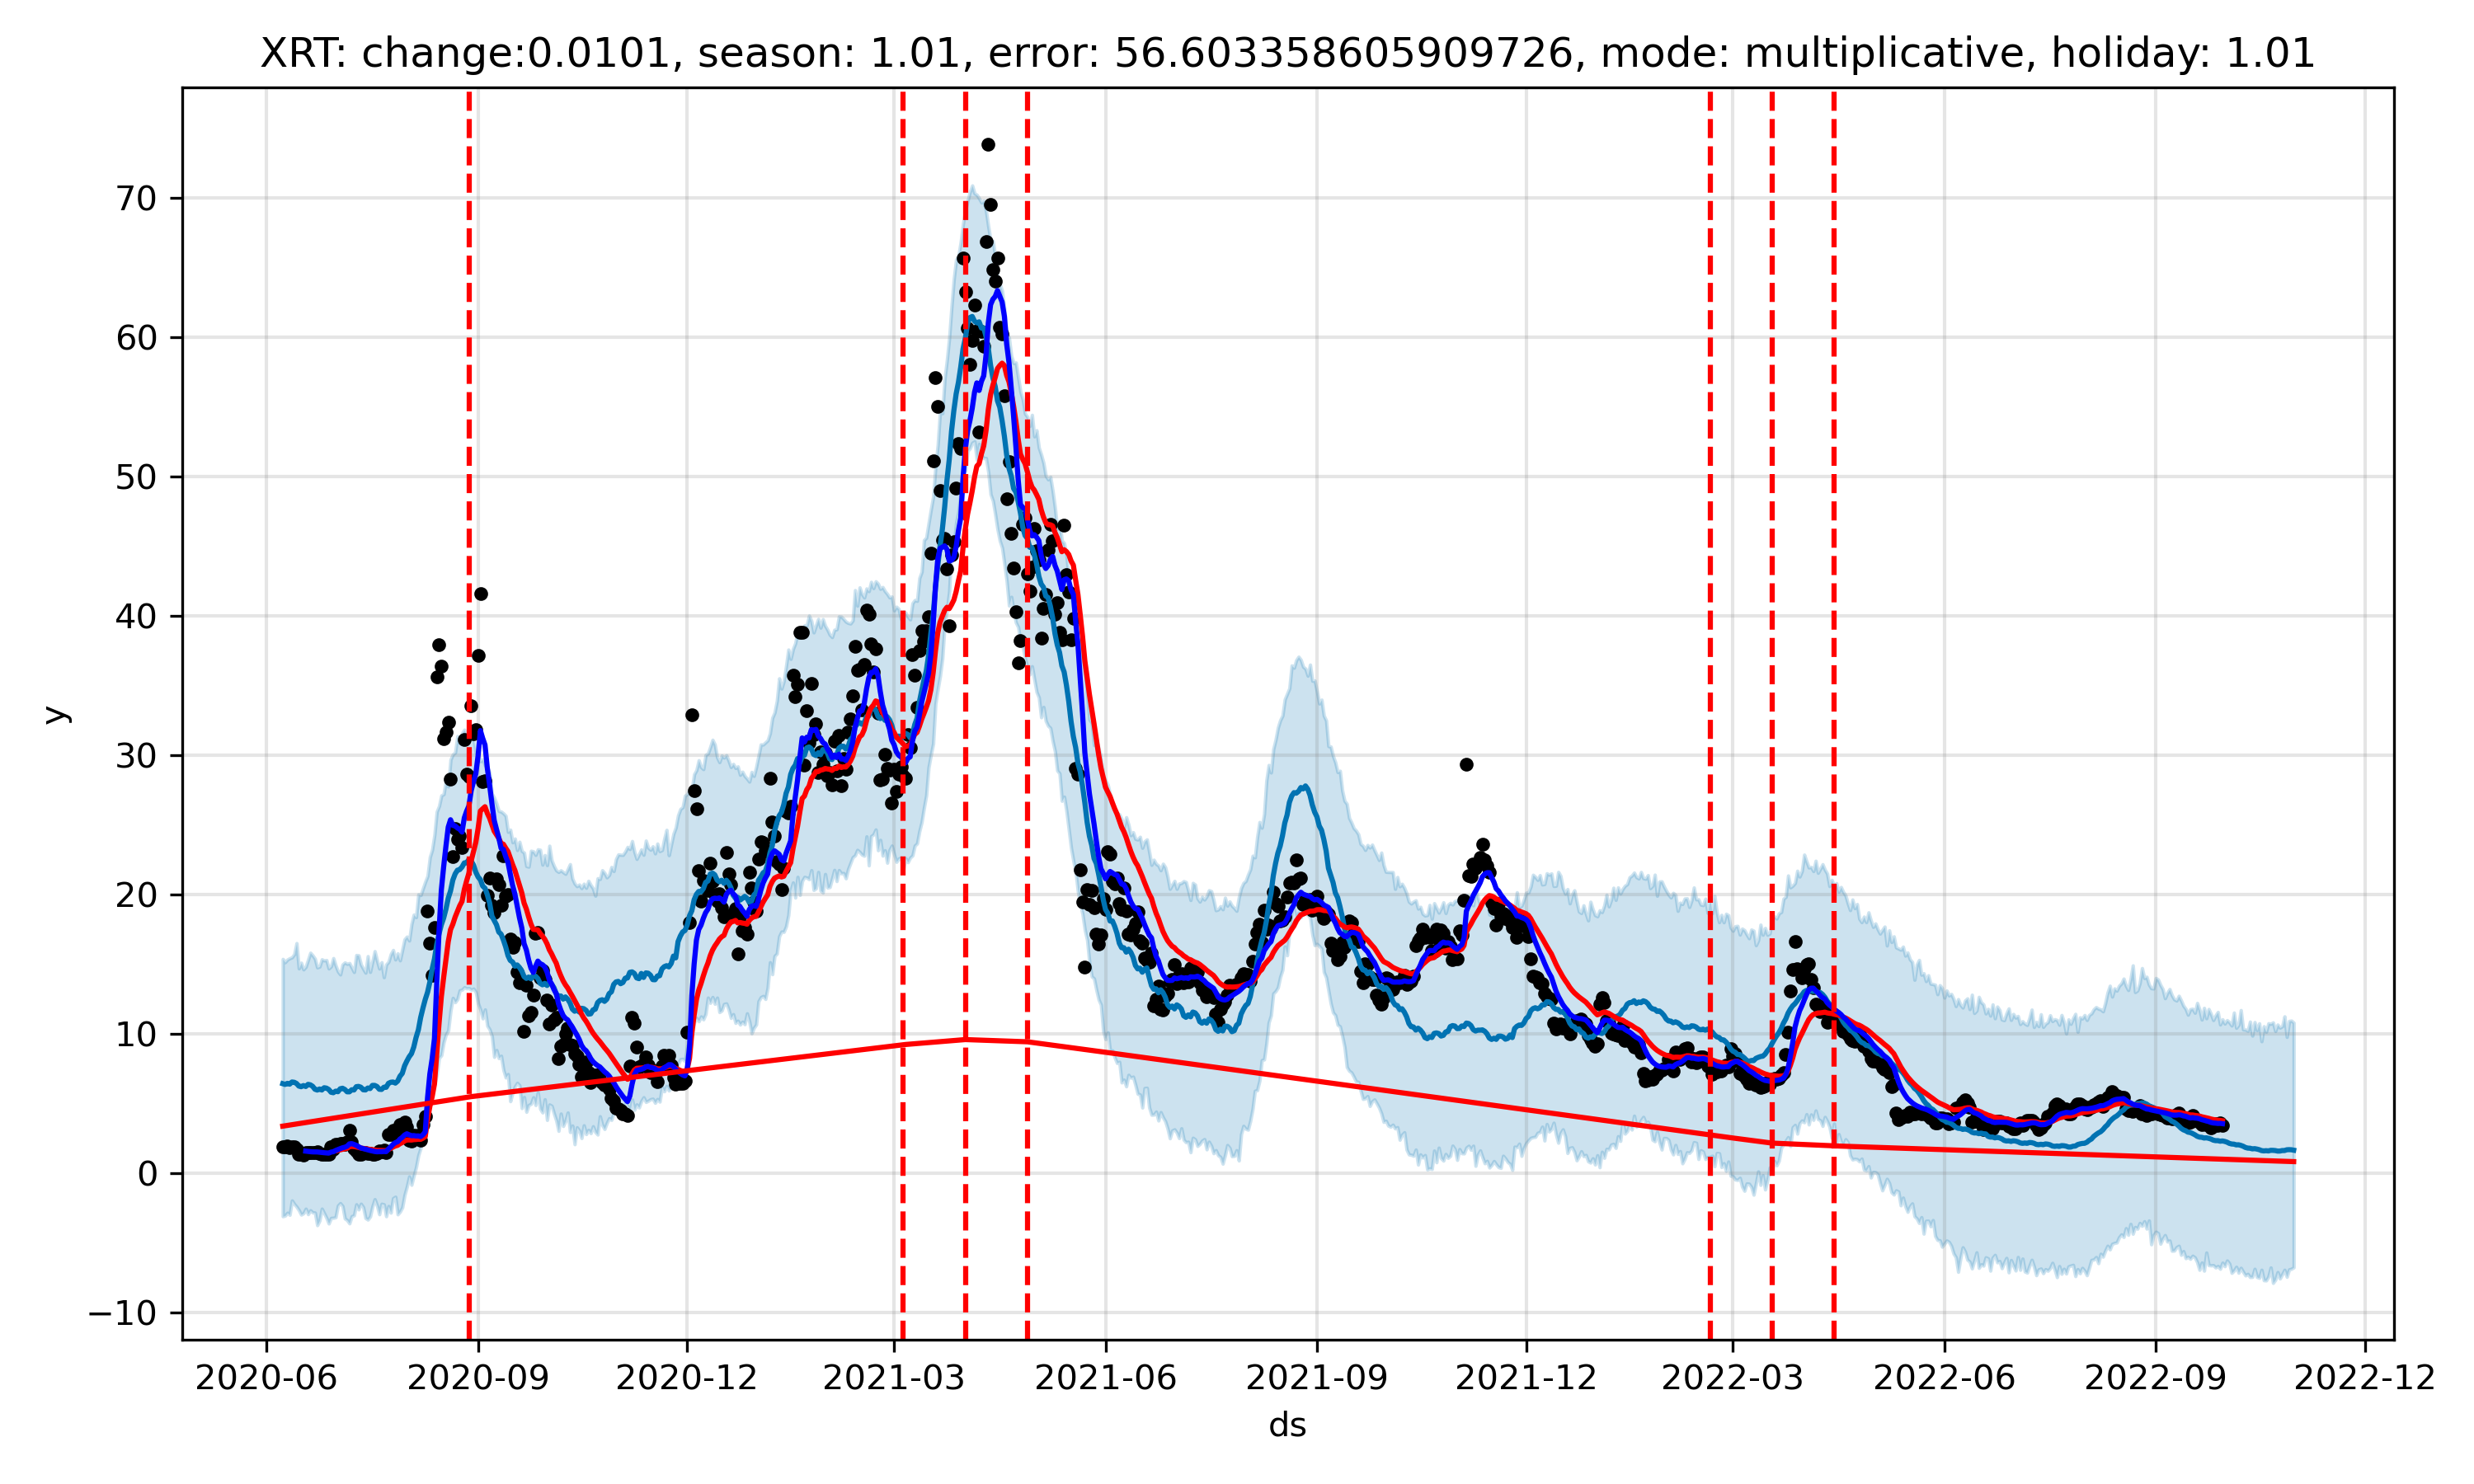 XRT: change:0.0101, season: 1.01, error: 56.603358605909726, mode: multiplicative, holiday: 1.01
70
60
50
40
30
20
10
0
−10
y
2020-06 2020-09 2020-12 2021-03 2021-06 2021-09 2021-12 2022-03 2022-06 2022-09 2022-12
ds